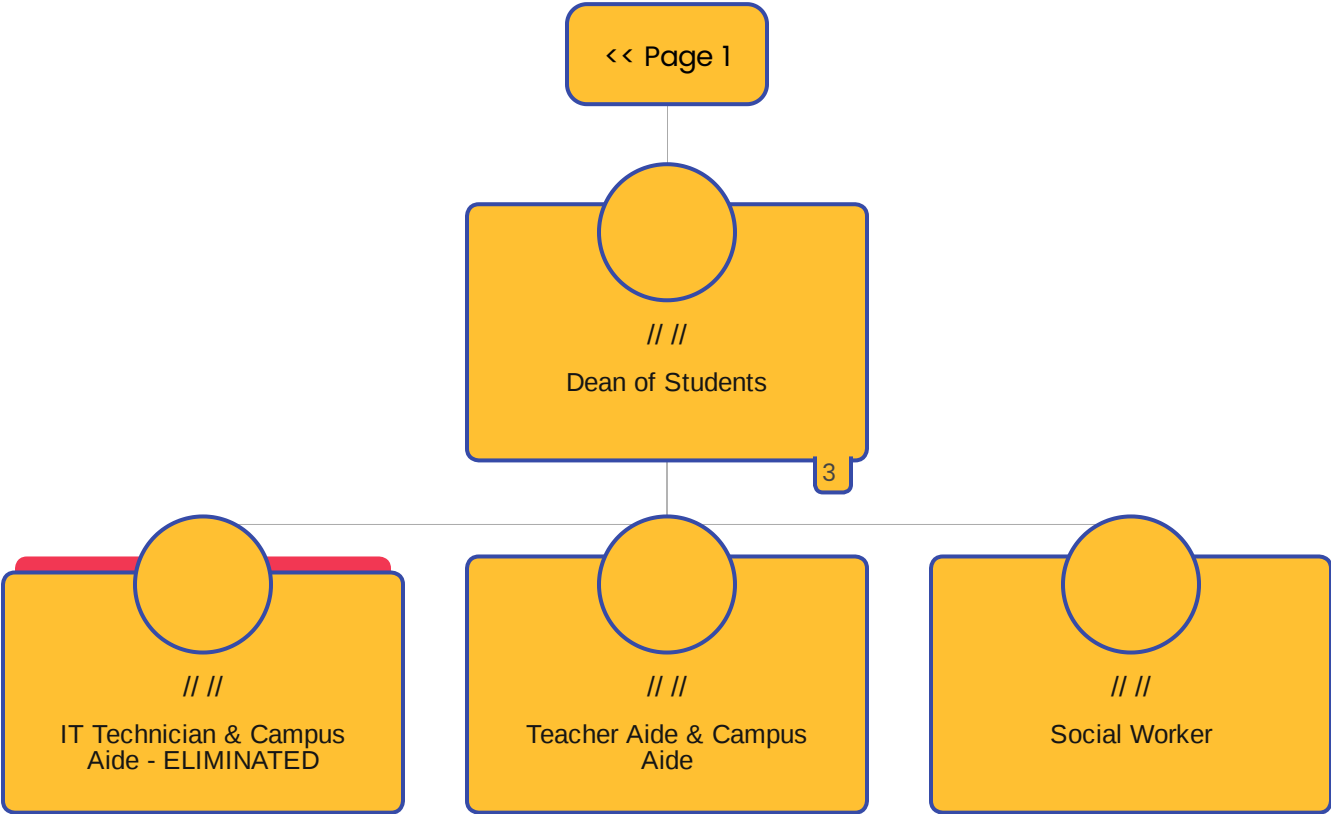 << Page 1
// //
Dean of Students
3
// //
IT Technician & Campus
Aide - ELIMINATED
// //
Teacher Aide & Campus
Aide
// //
Social Worker